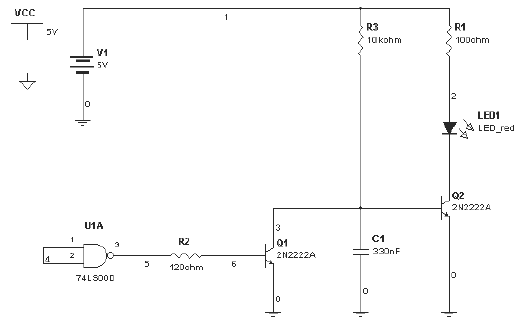 VCC
5V
1
V1
5V
0
R3
10kohm
R1
100ohm
2
LED1
LED_red
Q2
2N2222A
0
U1A
1
2
3
4
74LS00D
5
R2
120ohm
6
3
Q1
2N2222A
0
C1
330nF
0